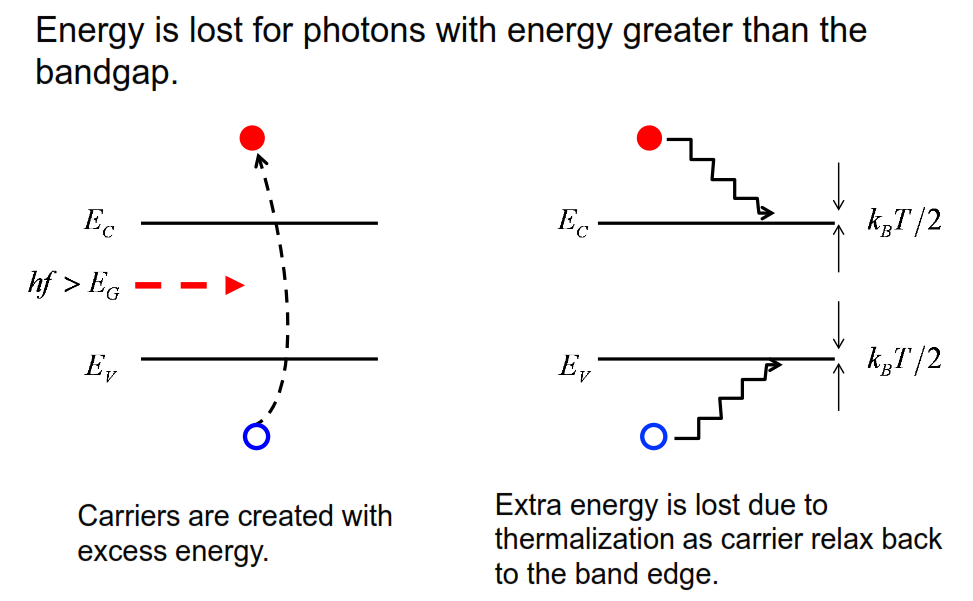 Energy is lost for photons with energy greater than the
bandgap.
E_C
hf > E_G
E_V
E_C
k_BT/2
E_V
k_BT/2
Carriers are created with
excess energy.
Extra energy is lost due to
thermalization as carrier relax back
to the band edge.